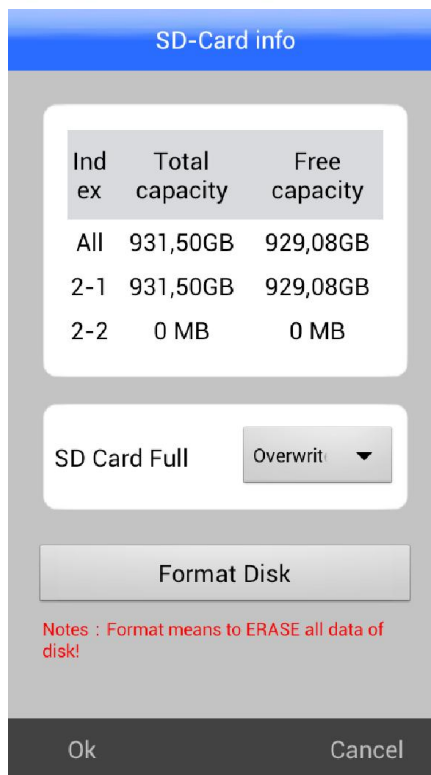 SD-Card info
Ind Total Free
ex capacity capacity
All 931,50GB 929,08GB
2-1 931,50GB 929,08GB
2-2 0 MB 0 MB
SD Card Full Overwrit
Format Disk
Notes : Format means to ERASE all data of
disk!
Ok Cancel